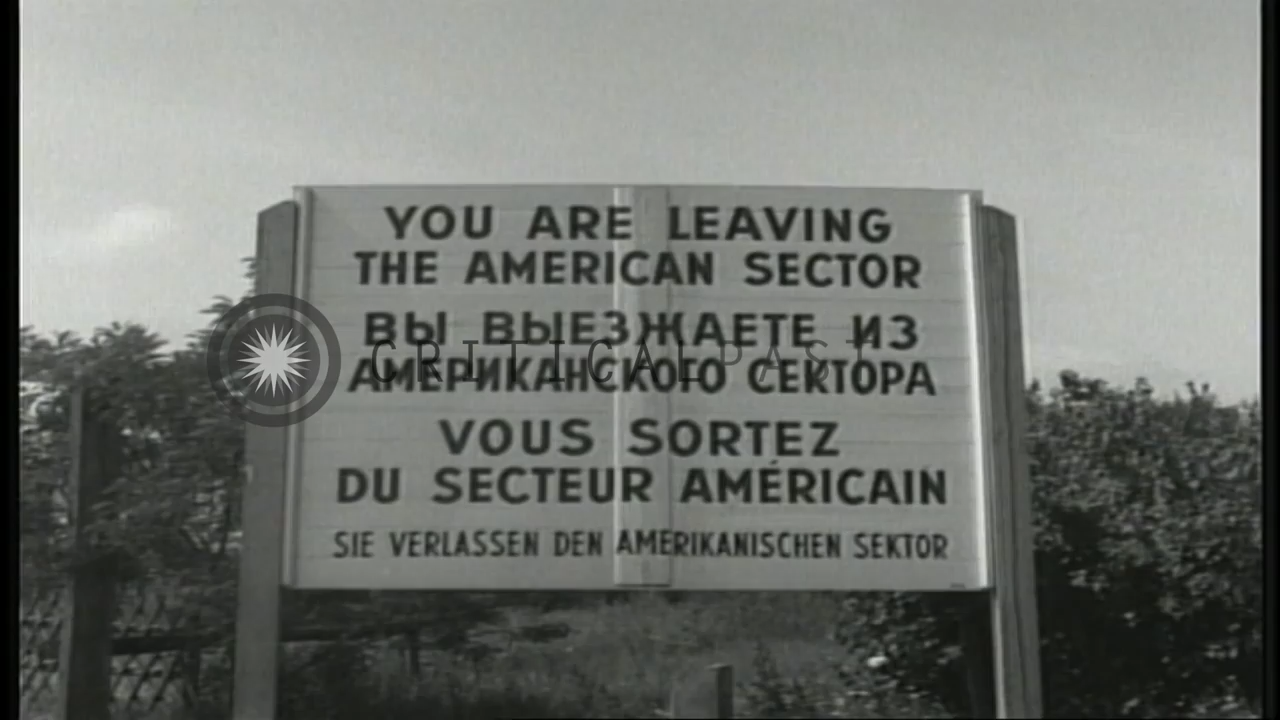 YOU ARE LEAVING
THE AMERICAN SECTOR
ВЫ ВЫЕЗЖАЕТЕ ИЗ
АМЕРИКАНСКОГО СЕКТОРА
CRITICALPAST
VOUS SORTEZ
DU SECTEUR AMÉRICAIN
SIE VERLASSEN DEN AMERIKANISCHEN SEKTOR